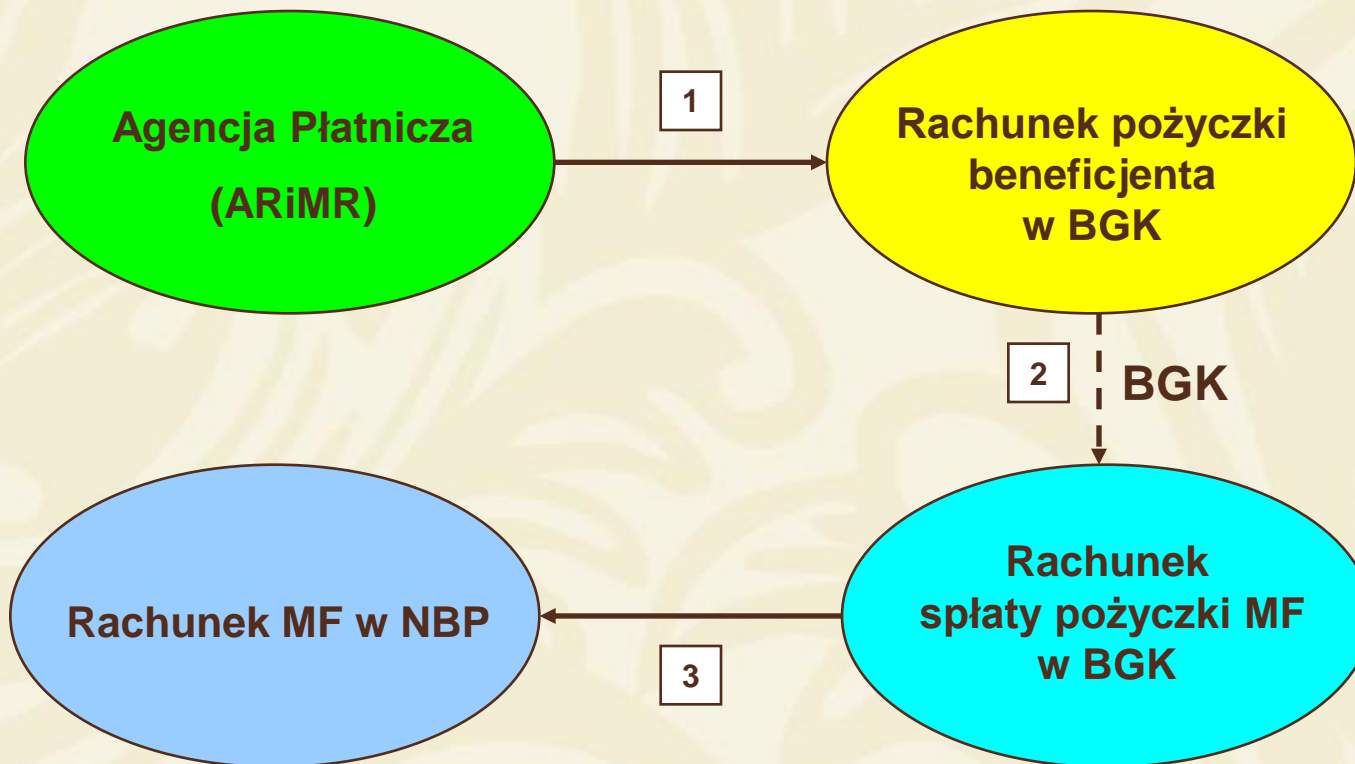 Agencja Płatnicza
(ARiMR)
1
Rachunek pożyczki
beneficjenta
w BGK
2
BGK
Rachunek
spłaty pożyczki MF
w BGK
3
Rachunek MF w NBP